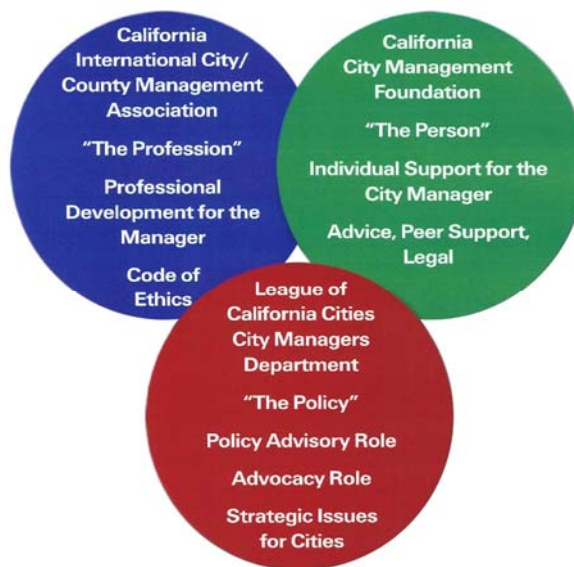 California
International City/
County Management
Association
"The Profession"
Professional
Development for the
Manager
Code of
Ethics
California
City Management
Foundation
"The Person"
Individual Support for the
City Manager
Advice, Peer Support,
Legal
League of
California Cities
City Managers
Department
"The Policy"
Policy Advisory Role
Advocacy Role
Strategic Issues
for Cities